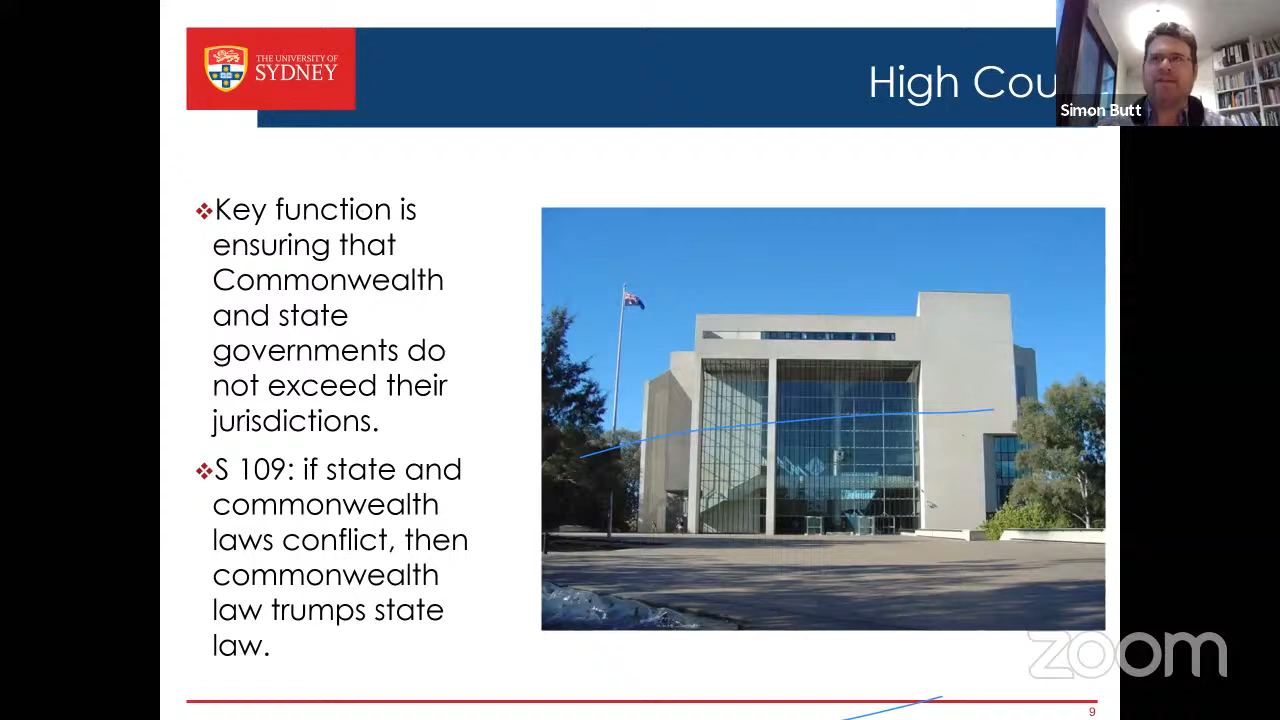 THE UNIVERSITY OF
SYDNEY
High Cou
Simon Butt
❖Key function is
ensuring that
Commonwealth
and state
governments do
not exceed their
jurisdictions.
❖S 109: if state and
commonwealth
laws conflict, then
commonwealth
law trumps state
law.
zoom
9